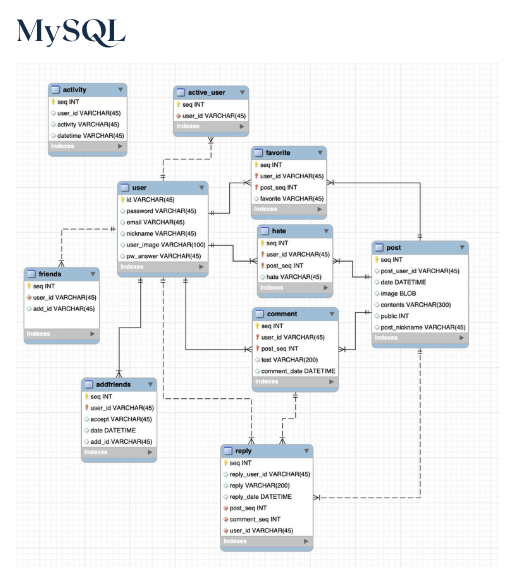 MySQL
activity
seq INT
user_id VARCHAR(45)
activity VARCHAR(45)
datetime VARCHAR(45)
Indexes
active_user
seq INT
user_id VARCHAR(45)
Indexes
favorite
seq INT
user_id VARCHAR(45)
post_seq INT
favorite VARCHAR(45)
Indexes
user
id VARCHAR(45)
password VARCHAR(45)
email VARCHAR(45)
nickname VARCHAR(45)
user_image VARCHAR(100)
pw_answer VARCHAR(45)
Indexes
hate
seq INT
user_id VARCHAR(45)
post_seq INT
hate VARCHAR(45)
Indexes
post
seq INT
post_user_id VARCHAR(45)
date DATETIME
image BLOB
contents VARCHAR(300)
public INT
post_nickname VARCHAR(45)
Indexes
friends
seq INT
user_id VARCHAR(45)
add_id VARCHAR(45)
Indexes
comment
seq INT
user_id VARCHAR(45)
post_seq INT
text VARCHAR(200)
comment_date DATETIME
Indexes
addfriends
seq INT
user_id VARCHAR(45)
accept VARCHAR(45)
date DATETIME
add_id VARCHAR(45)
Indexes
reply
seq INT
reply_user_id VARCHAR(45)
reply VARCHAR(200)
reply_date DATETIME
post_seq INT
comment_seq INT
user_id VARCHAR(45)
Indexes